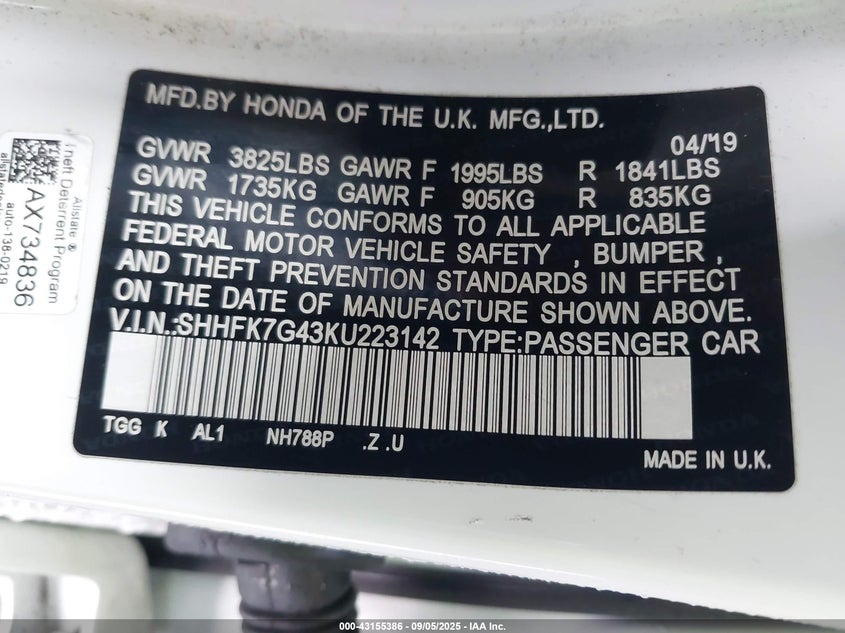 MFD.BY HONDA OF THE U.K. MFG.,LTD.
04/'19
GVWR 3825LBS GAWR F 1995LBS R 1841LBS
GVWR 1735KG GAWR F 905KG R 835KG
THIS VEHICLE CONFORMS TO ALL APPLICABLE
FEDERAL MOTOR VEHICLE SAFETY , BUMPER ,
AND THEFT PREVENTION STANDARDS IN EFFECT
ON THE DATE OF MANUFACTURE SHOWN ABOVE.
V.I.N.:SHHFK7G43KU223142 TYPE:PASSENGER CAR
TGG K AL1 NH788P .Z .U
MADE IN U.K.
Allstate ®
Theft Deterrent Program
AX734836
auto-138-0219
000-43155386 - 09/05/2025 - IAA Inc.